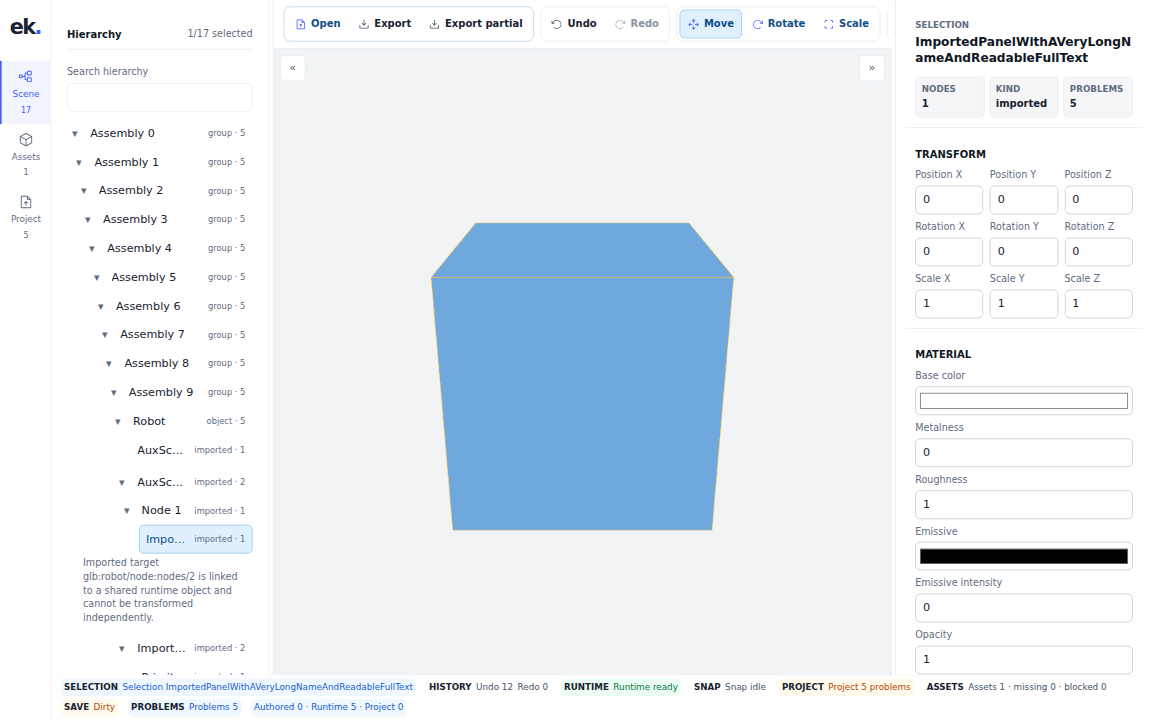 ek.
Scene
17
Assets
1
Project
5
Hierarchy 1/17 selected
Search hierarchy
▼ Assembly 0 group · 5
▼ Assembly 1 group · 5
▼ Assembly 2 group · 5
▼ Assembly 3 group · 5
▼ Assembly 4 group · 5
▼ Assembly 5 group · 5
▼ Assembly 6 group · 5
▼ Assembly 7 group · 5
▼ Assembly 8 group · 5
▼ Assembly 9 group · 5
▼ Robot object · 5
AuxSc... imported · 1
▼ AuxSc... imported · 2
▼ Node 1 imported · 1
Impo... imported · 1
Imported target
glb:robot/node:nodes/2 is linked
to a shared runtime object and
cannot be transformed
independently.
▼ Import... imported · 2
Open Export Export partial Undo Redo Move Rotate Scale
« »
SELECTION
ImportedPanelWithAVeryLongN
ameAndReadableFullText
NODES KIND PROBLEMS
1 imported 5
TRANSFORM
Position X Position Y Position Z
0 0 0
Rotation X Rotation Y Rotation Z
0 0 0
Scale X Scale Y Scale Z
1 1 1
MATERIAL
Base color
Metalness
0
Roughness
1
Emissive
Emissive intensity
0
Opacity
1
SELECTION Selection ImportedPanelWithAVeryLongNameAndReadableFullText HISTORY Undo 12 Redo 0 RUNTIME Runtime ready SNAP Snap idle PROJECT Project 5 problems ASSETS Assets 1 · missing 0 · blocked 0
SAVE Dirty PROBLEMS Problems 5 Authored 0 · Runtime 5 · Project 0